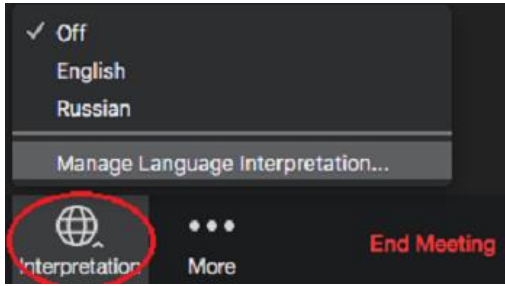 Off
English
Russian
Manage Language Interpretation...
Interpretation
More
End Meeting